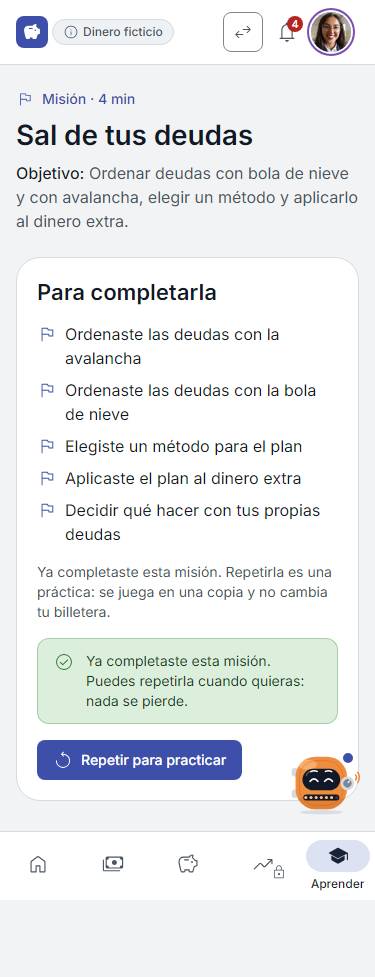 Dinero ficticio
4
Misión · 4 min
Sal de tus deudas
Objetivo: Ordenar deudas con bola de nieve
y con avalancha, elegir un método y aplicarlo
al dinero extra.
Para completarla
Ordenaste las deudas con la
avalancha
Ordenaste las deudas con la bola
de nieve
Elegiste un método para el plan
Aplicaste el plan al dinero extra
Decidir qué hacer con tus propias
deudas
Ya completaste esta misión. Repetirla es una
práctica: se juega en una copia y no cambia
tu billetera.
Ya completaste esta misión.
Puedes repetirla cuando quieras:
nada se pierde.
Repetir para practicar
Aprender